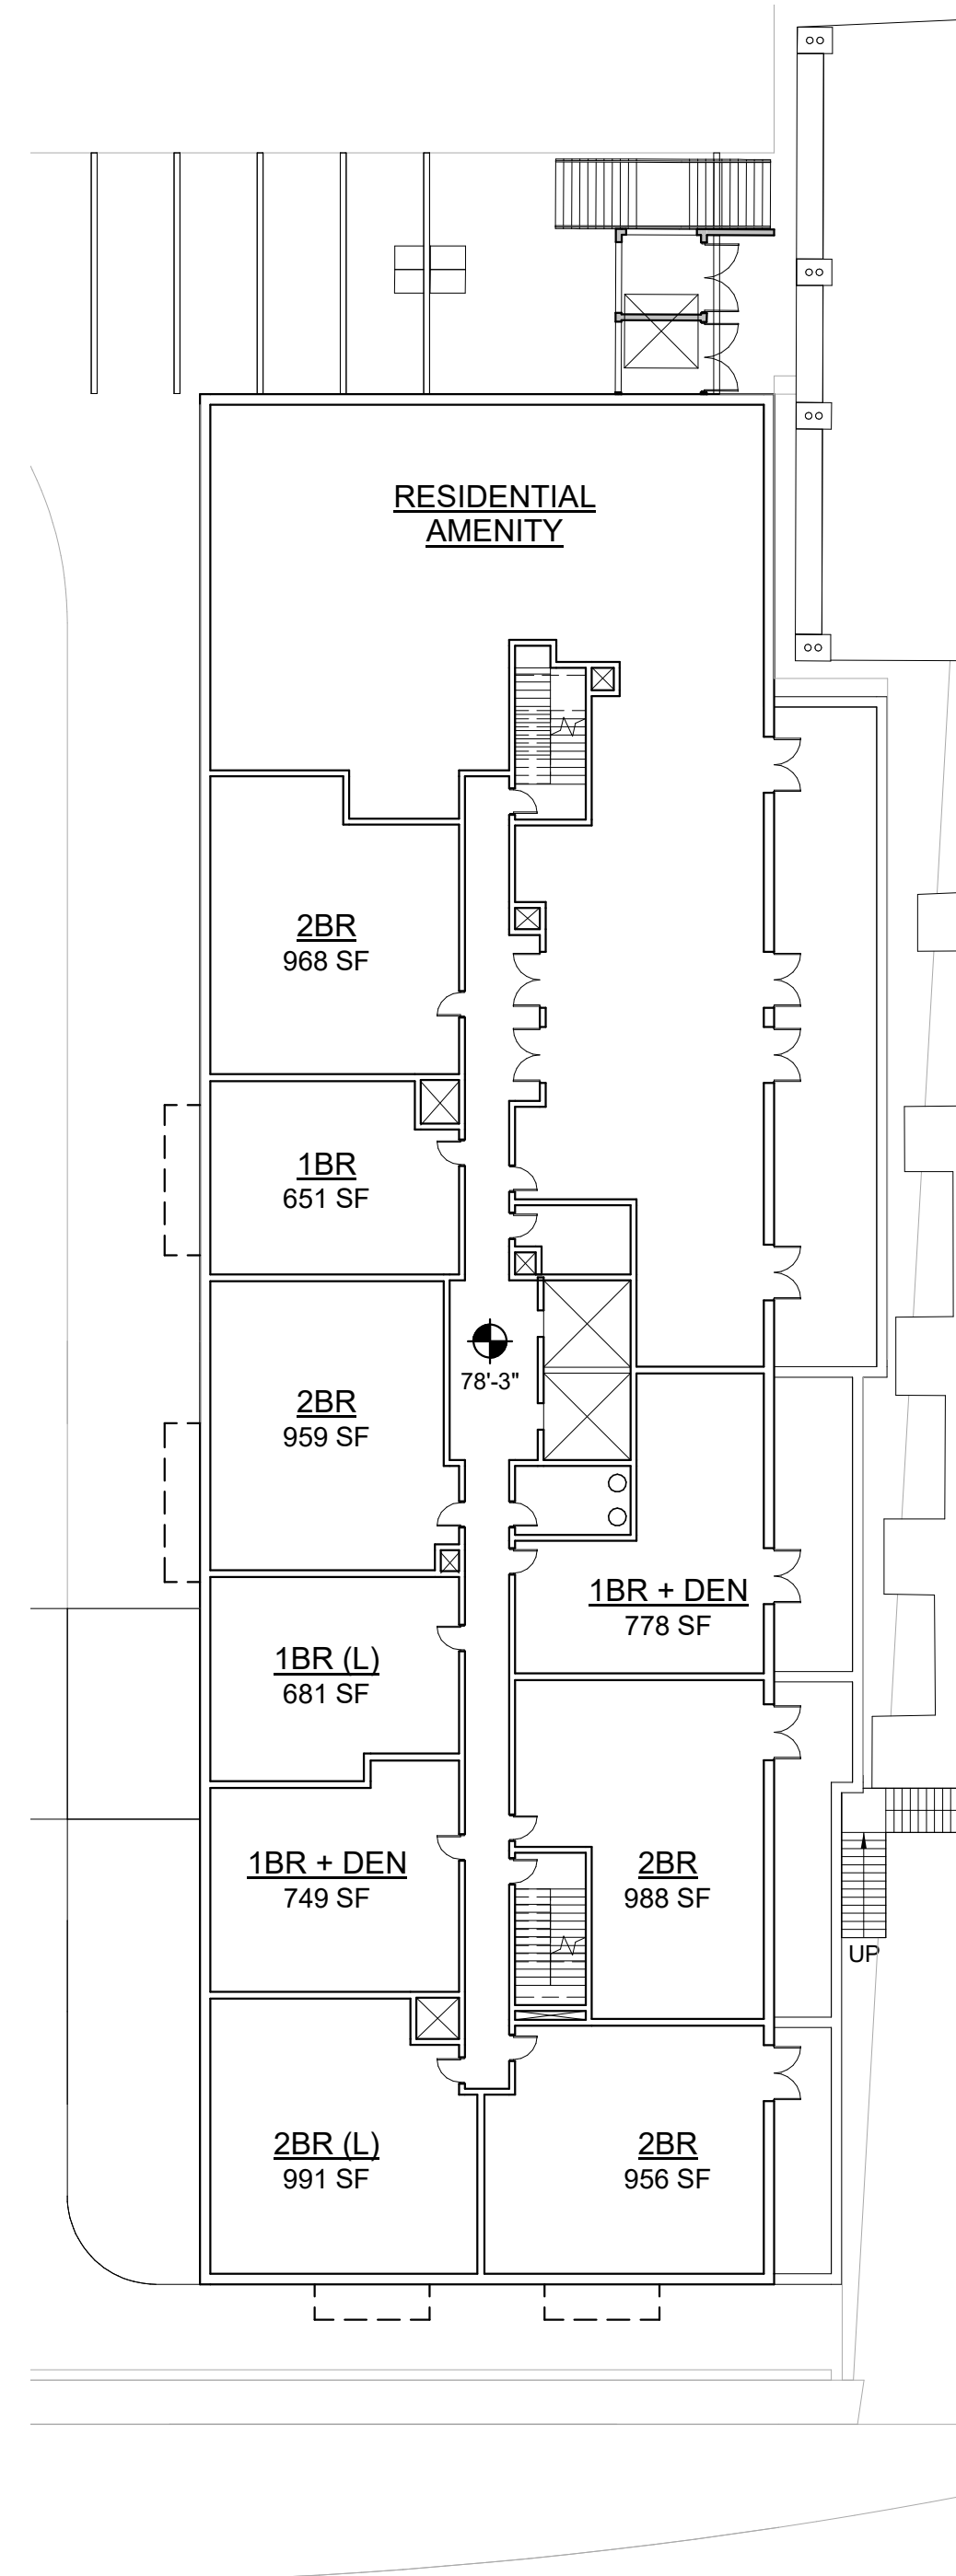 RESIDENTIAL
AMENITY
2BR
968 SF
1BR
651 SF
78'-3"
2BR
959 SF
1BR + DEN
778 SF
1BR (L)
681 SF
1BR + DEN
749 SF
2BR
988 SF
UP
2BR (L)
991 SF
2BR
956 SF